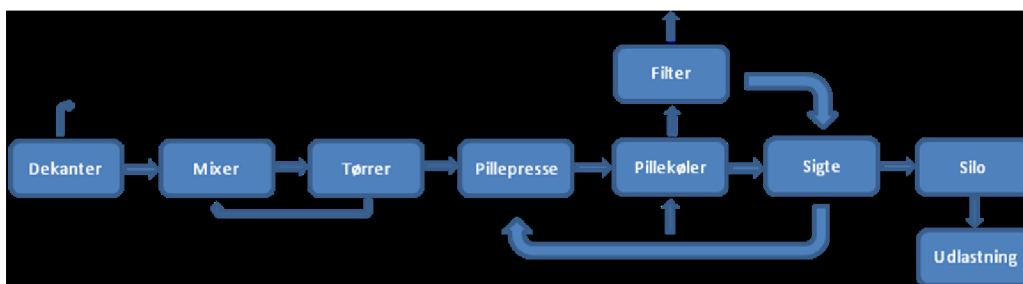 Filter
Dekanter
Mixer
Tørrer
Pillepresse
Pillekøler
Sigte
Silo
Udlastning